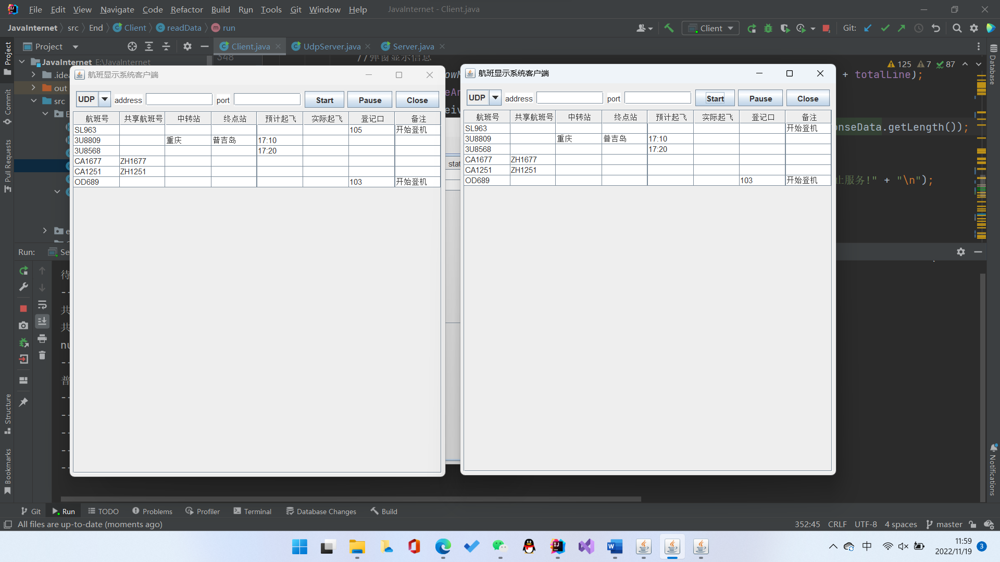 File Edit View Navigate Code Refactor Build Run Tools Git Window Help JavaInternet - Client.java
JavaInternet src End Client readData run Client Git:
Project Client.java UdpServer.java Server.java
JavaInternet E:\JavaInternet 348 //弹窗显示信息
125 7 87
.idea + totalLine);
out
src
nseData.getLength());
止服务!" + "\n");
航班显示系统客户端
UDP address port Start Pause Close
航班号 共享航班号 中转站 终点站 预计起飞 实际起飞 登记口 备注
SL963 105 开始登机
3U8809 重庆 普吉岛 17:10
3U8568 17:20
CA1677 ZH1677
CA1251 ZH1251
OD689 103 开始登机
航班显示系统客户端
UDP address port Start Pause Close
航班号 共享航班号 中转站 终点站 预计起飞 实际起飞 登记口 备注
SL963 开始登机
3U8809 重庆 普吉岛 17:10
3U8568 17:20
CA1677 ZH1677
CA1251 ZH1251
OD689 103 开始登机
Project
Commit
Pull Requests
Structure
Bookmarks
Database
Notifications
Run: Se
待
--
共
共
nu
--
普
--
--
--
--
--
Git Run TODO Problems Profiler Terminal Database Changes Build
All files are up-to-date (moments ago) 352:45 CRLF UTF-8 4 spaces master
中 11:59
2022/11/19 3